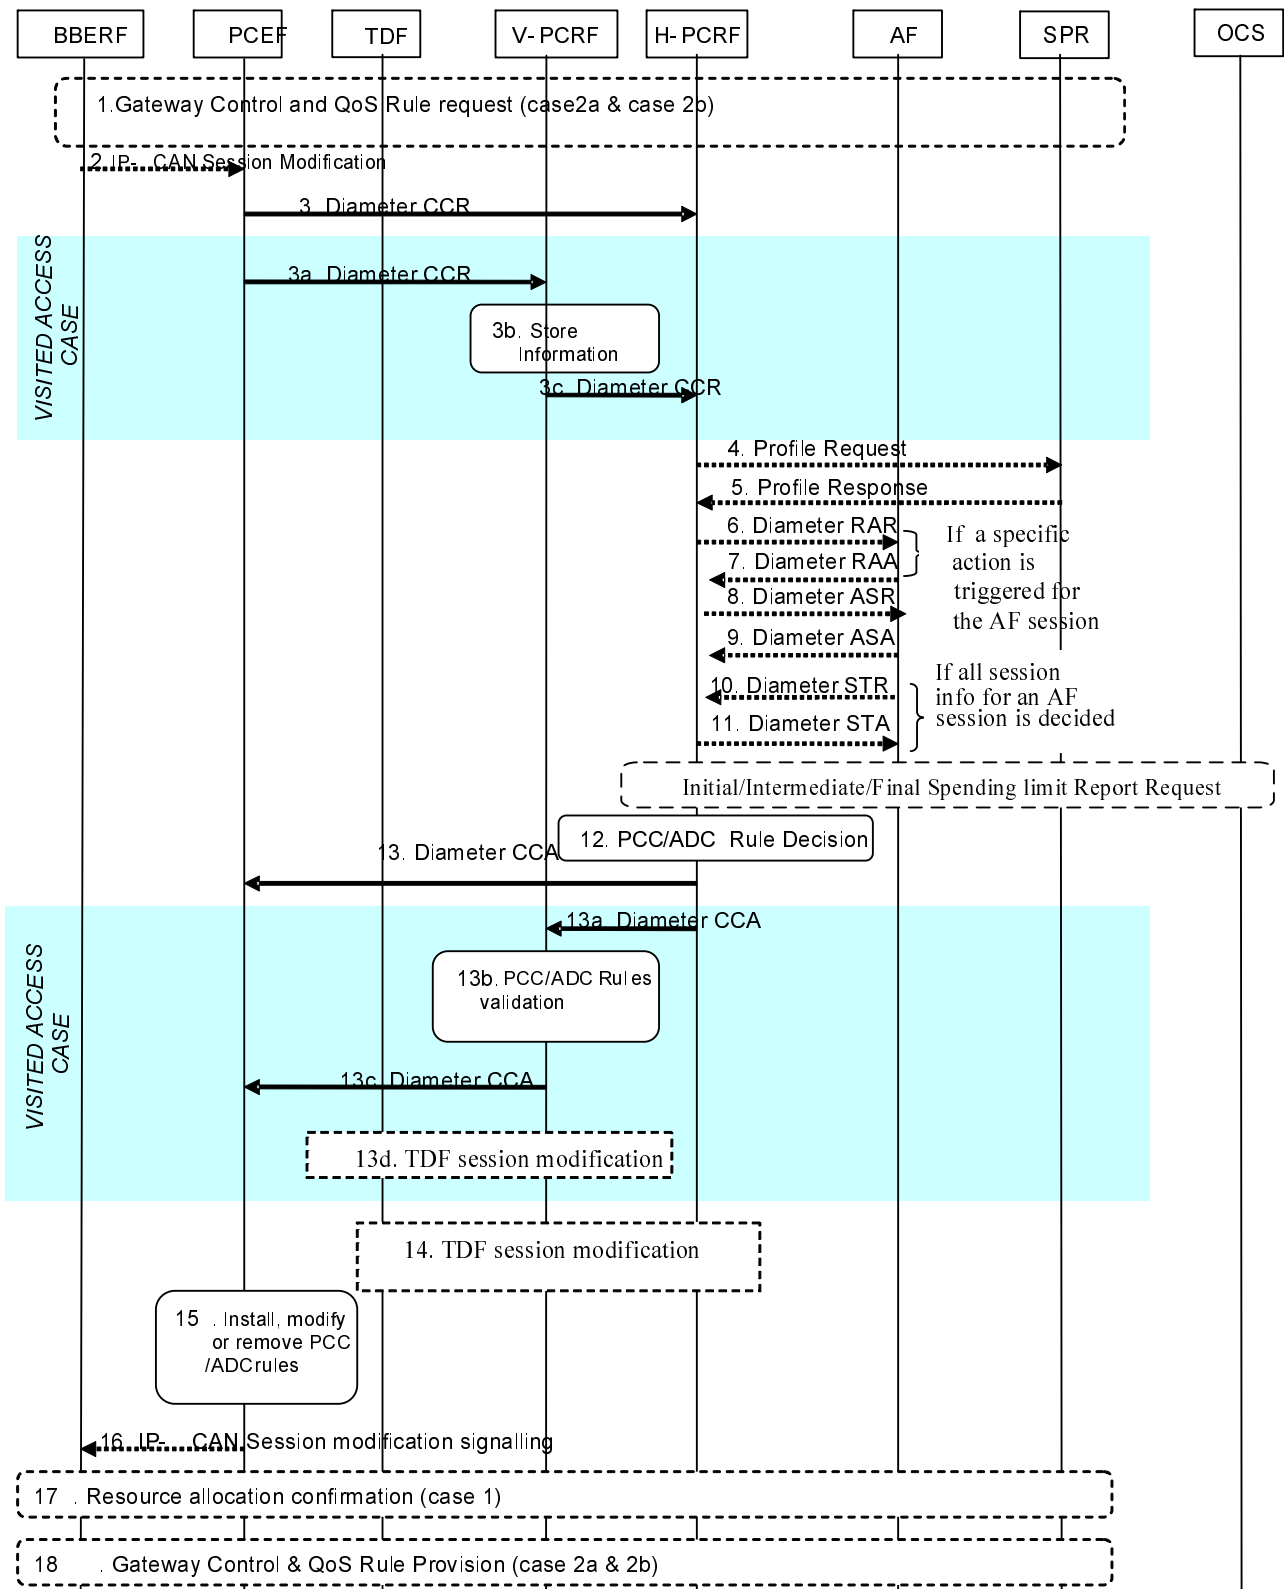 BBERF
PCEF
TDF
V- PCRF
H- PCRF
AF
SPR
OCS
1.Gateway Control and QoS Rule request (case2a & case 2b)
2. IP- CAN Session Modification
3. Diameter CCR
VISITED ACCESS
CASE
3a. Diameter CCR
3b. Store
Information
3c. Diameter CCR
4. Profile Request
5. Profile Response
6. Diameter RAR
7. Diameter RAA
8. Diameter ASR
9. Diameter ASA
If a specific
action is
triggered for
the AF session
10. Diameter STR
11. Diameter STA
If all session
info for an AF
session is decided
Initial/Intermediate/Final Spending limit Report Request
12. PCC/ADC Rule Decision
13. Diameter CCA
VISITED ACCESS
CASE
13a. Diameter CCA
13b. PCC/ADC Rules
validation
13c. Diameter CCA
13d. TDF session modification
14. TDF session modification
15 . Install, modify
or remove PCC
/ADCrules
16. IP- CAN Session modification signalling
17 . Resource allocation confirmation (case 1)
18 . Gateway Control & QoS Rule Provision (case 2a & 2b)